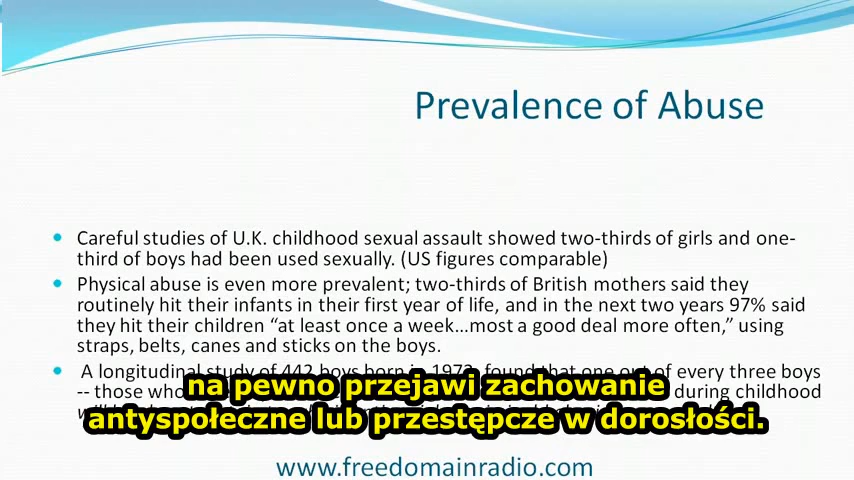 Prevalence of Abuse
Careful studies of U.K. childhood sexual assault showed two-thirds of girls and one-
third of boys had been used sexually. (US figures comparable)
Physical abuse is even more prevalent; two-thirds of British mothers said they
routinely hit their infants in their first year of life, and in the next two years 97% said
they hit their children “at least once a week…most a good deal more often,” using
straps, belts, canes and sticks on the boys.
A longitudinal study of 442 boys born in 1972 found that one out of every three boys
-- those who during childhood
na pewno przejawi zachowanie
antyspołeczne lub przestępcze w dorosłości.
www.freedomainradio.com